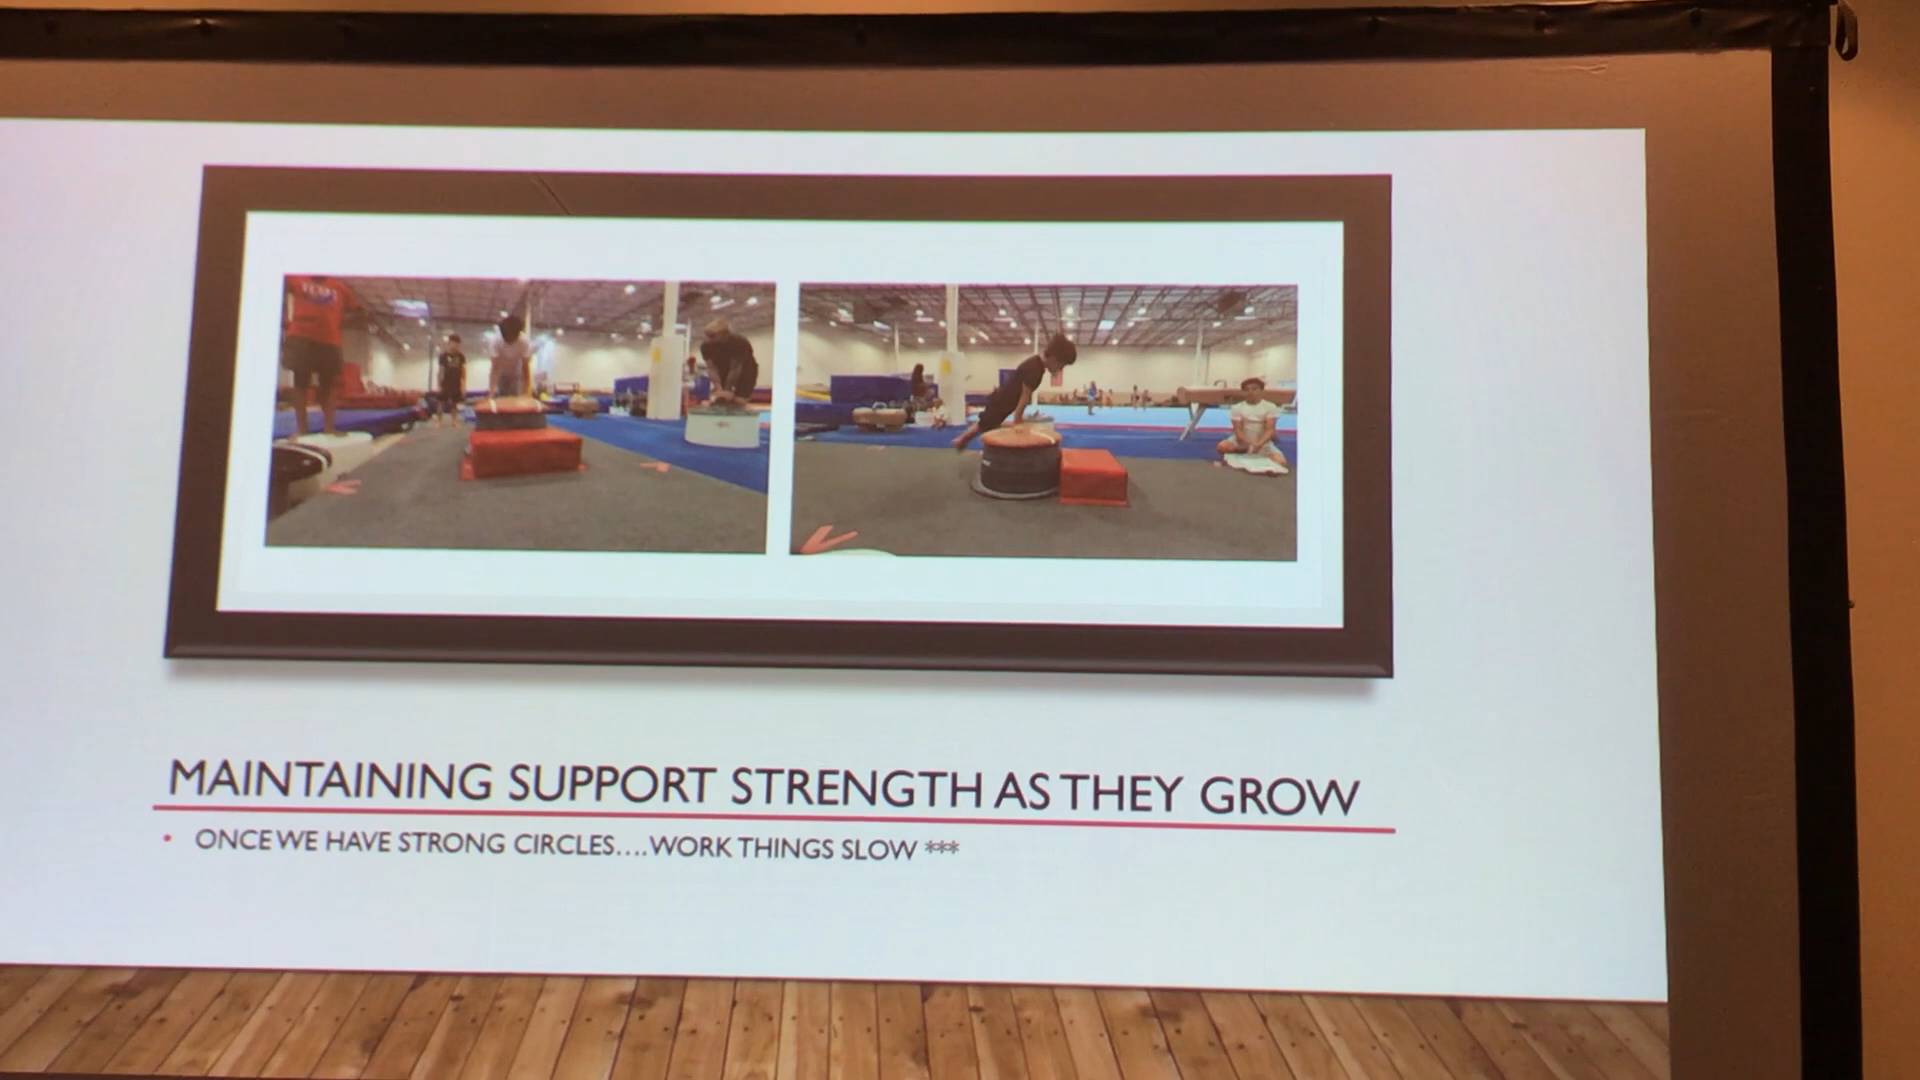 MAINTAINING SUPPORT STRENGTH AS THEY GROW
• ONCE WE HAVE STRONG CIRCLES....WORK THINGS SLOW ***